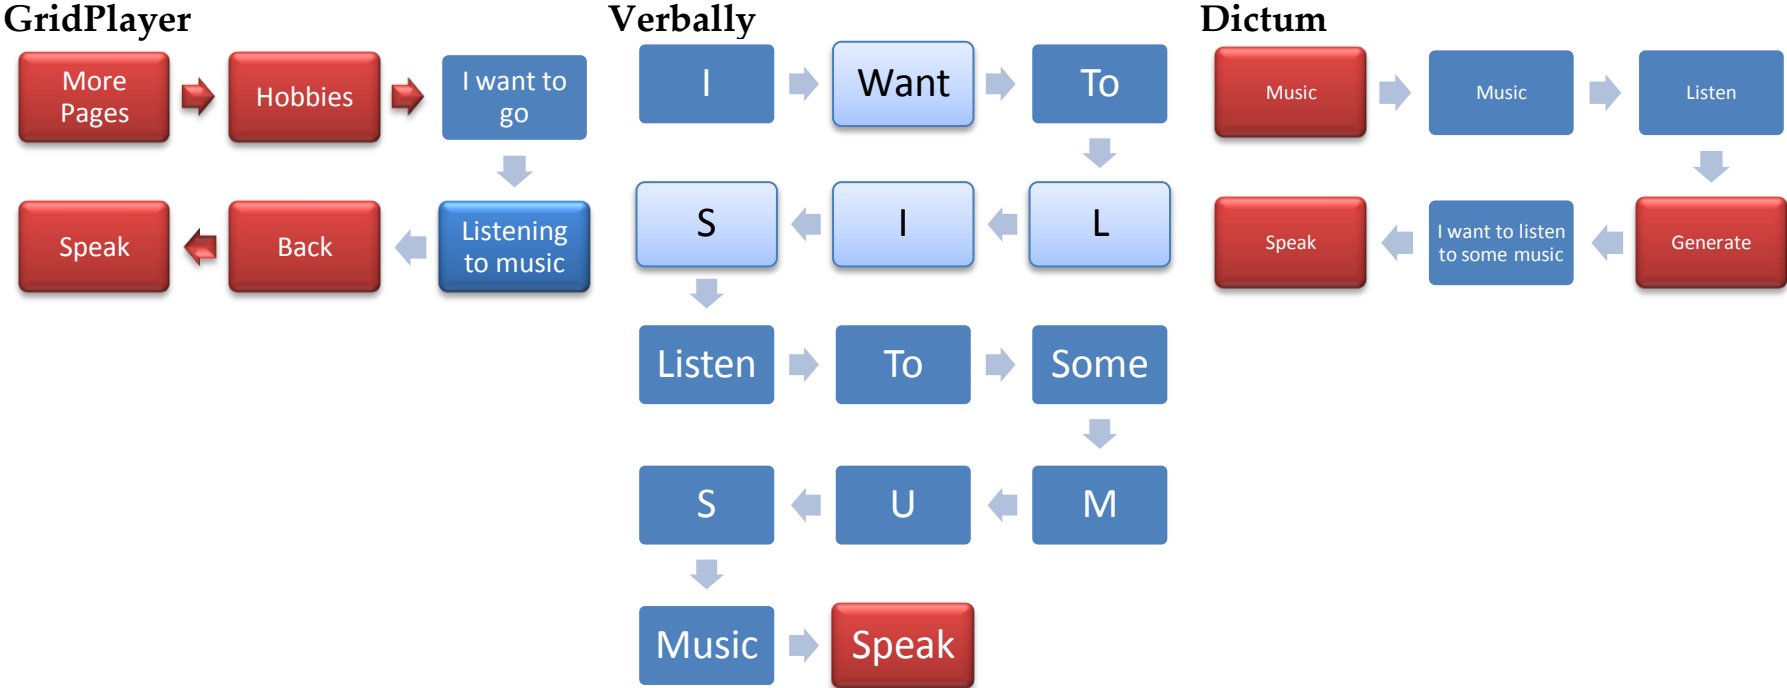 GridPlayer
More
Pages
Hobbies
I want to
go
Listening
to music
Back
Speak
Verbally
I
Want
To
L
I
S
Listen
To
Some
M
U
S
Music
Speak
Dictum
Music
Music
Listen
Generate
I want to listen
to some music
Speak